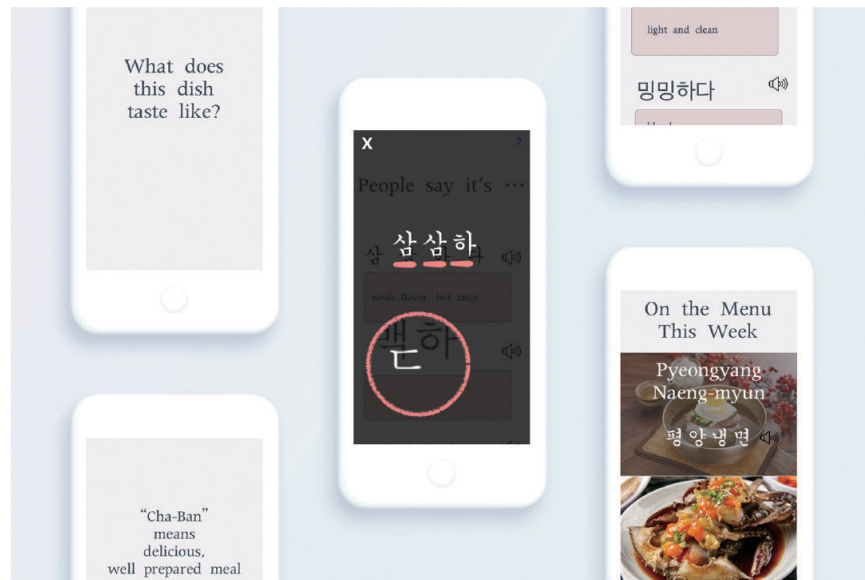 What does
this dish
taste like?
"Cha-Ban"
means
delicious,
well prepared meal
X
People say it's ...
삼삼하
weak flavor, but tasty
백하
ㄷ
light and clean
밍밍하다
On the Menu
This Week
Pyeongyang
Naeng-myun
평양냉면